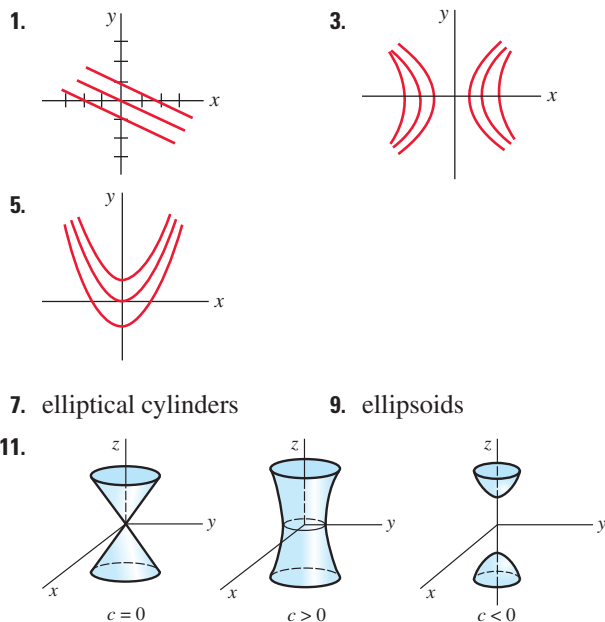 1.
y
x
3.
y
x
5.
y
x
7. elliptical cylinders
9. ellipsoids
11.
z
y
x
c = 0
z
y
x
c > 0
z
y
x
c < 0